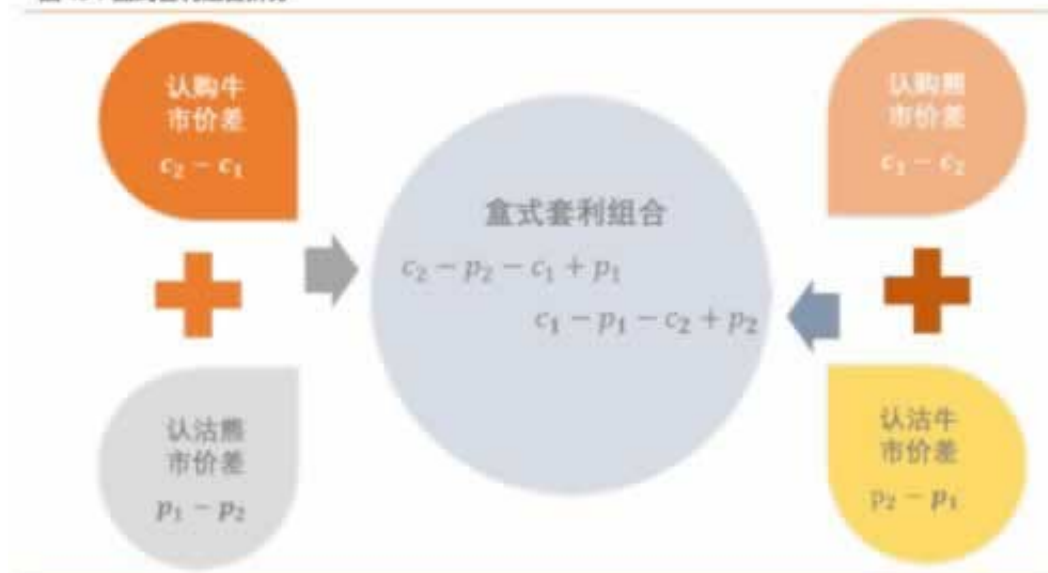 认购牛
市价差
c₂ − c₁
认沽熊
市价差
p₁ − p₂
盒式套利组合
c₂ − p₂ − c₁ + p₁
c₁ − p₁ − c₂ + p₂
认购熊
市价差
c₁ − c₂
认沽牛
市价差
p₂ − p₁